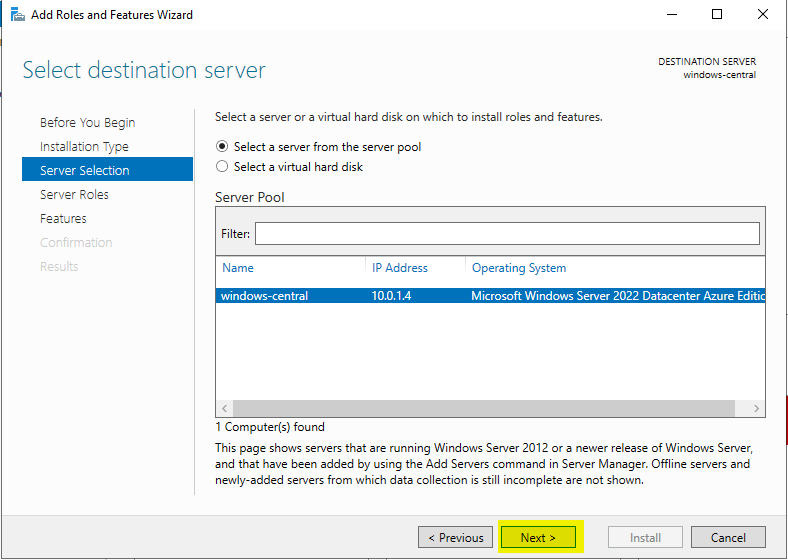 Add Roles and Features Wizard
Select destination server
DESTINATION SERVER
windows-central
Before You Begin
Installation Type
Server Selection
Server Roles
Features
Confirmation
Results
Select a server or a virtual hard disk on which to install roles and features.
Select a server from the server pool
Select a virtual hard disk
Server Pool
Filter:
Name IP Address Operating System
windows-central 10.0.1.4 Microsoft Windows Server 2022 Datacenter Azure Editic
1 Computer(s) found
This page shows servers that are running Windows Server 2012 or a newer release of Windows Server,
and that have been added by using the Add Servers command in Server Manager. Offline servers and
newly-added servers from which data collection is still incomplete are not shown.
< Previous Next > Install Cancel